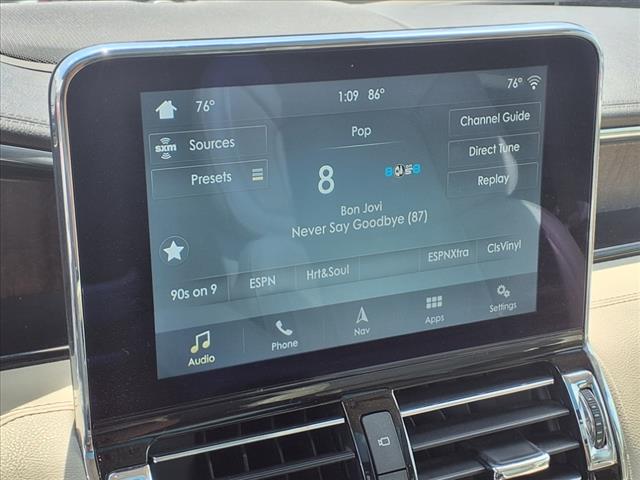 76° 1:09 86° 76°
sxm Sources Pop Channel Guide
Presets 8 Direct Tune
Replay
Bon Jovi
Never Say Goodbye (87)
90s on 9 ESPN Hrt&Soul ESPNXtra ClsVinyl
Audio Phone Nav Apps Settings